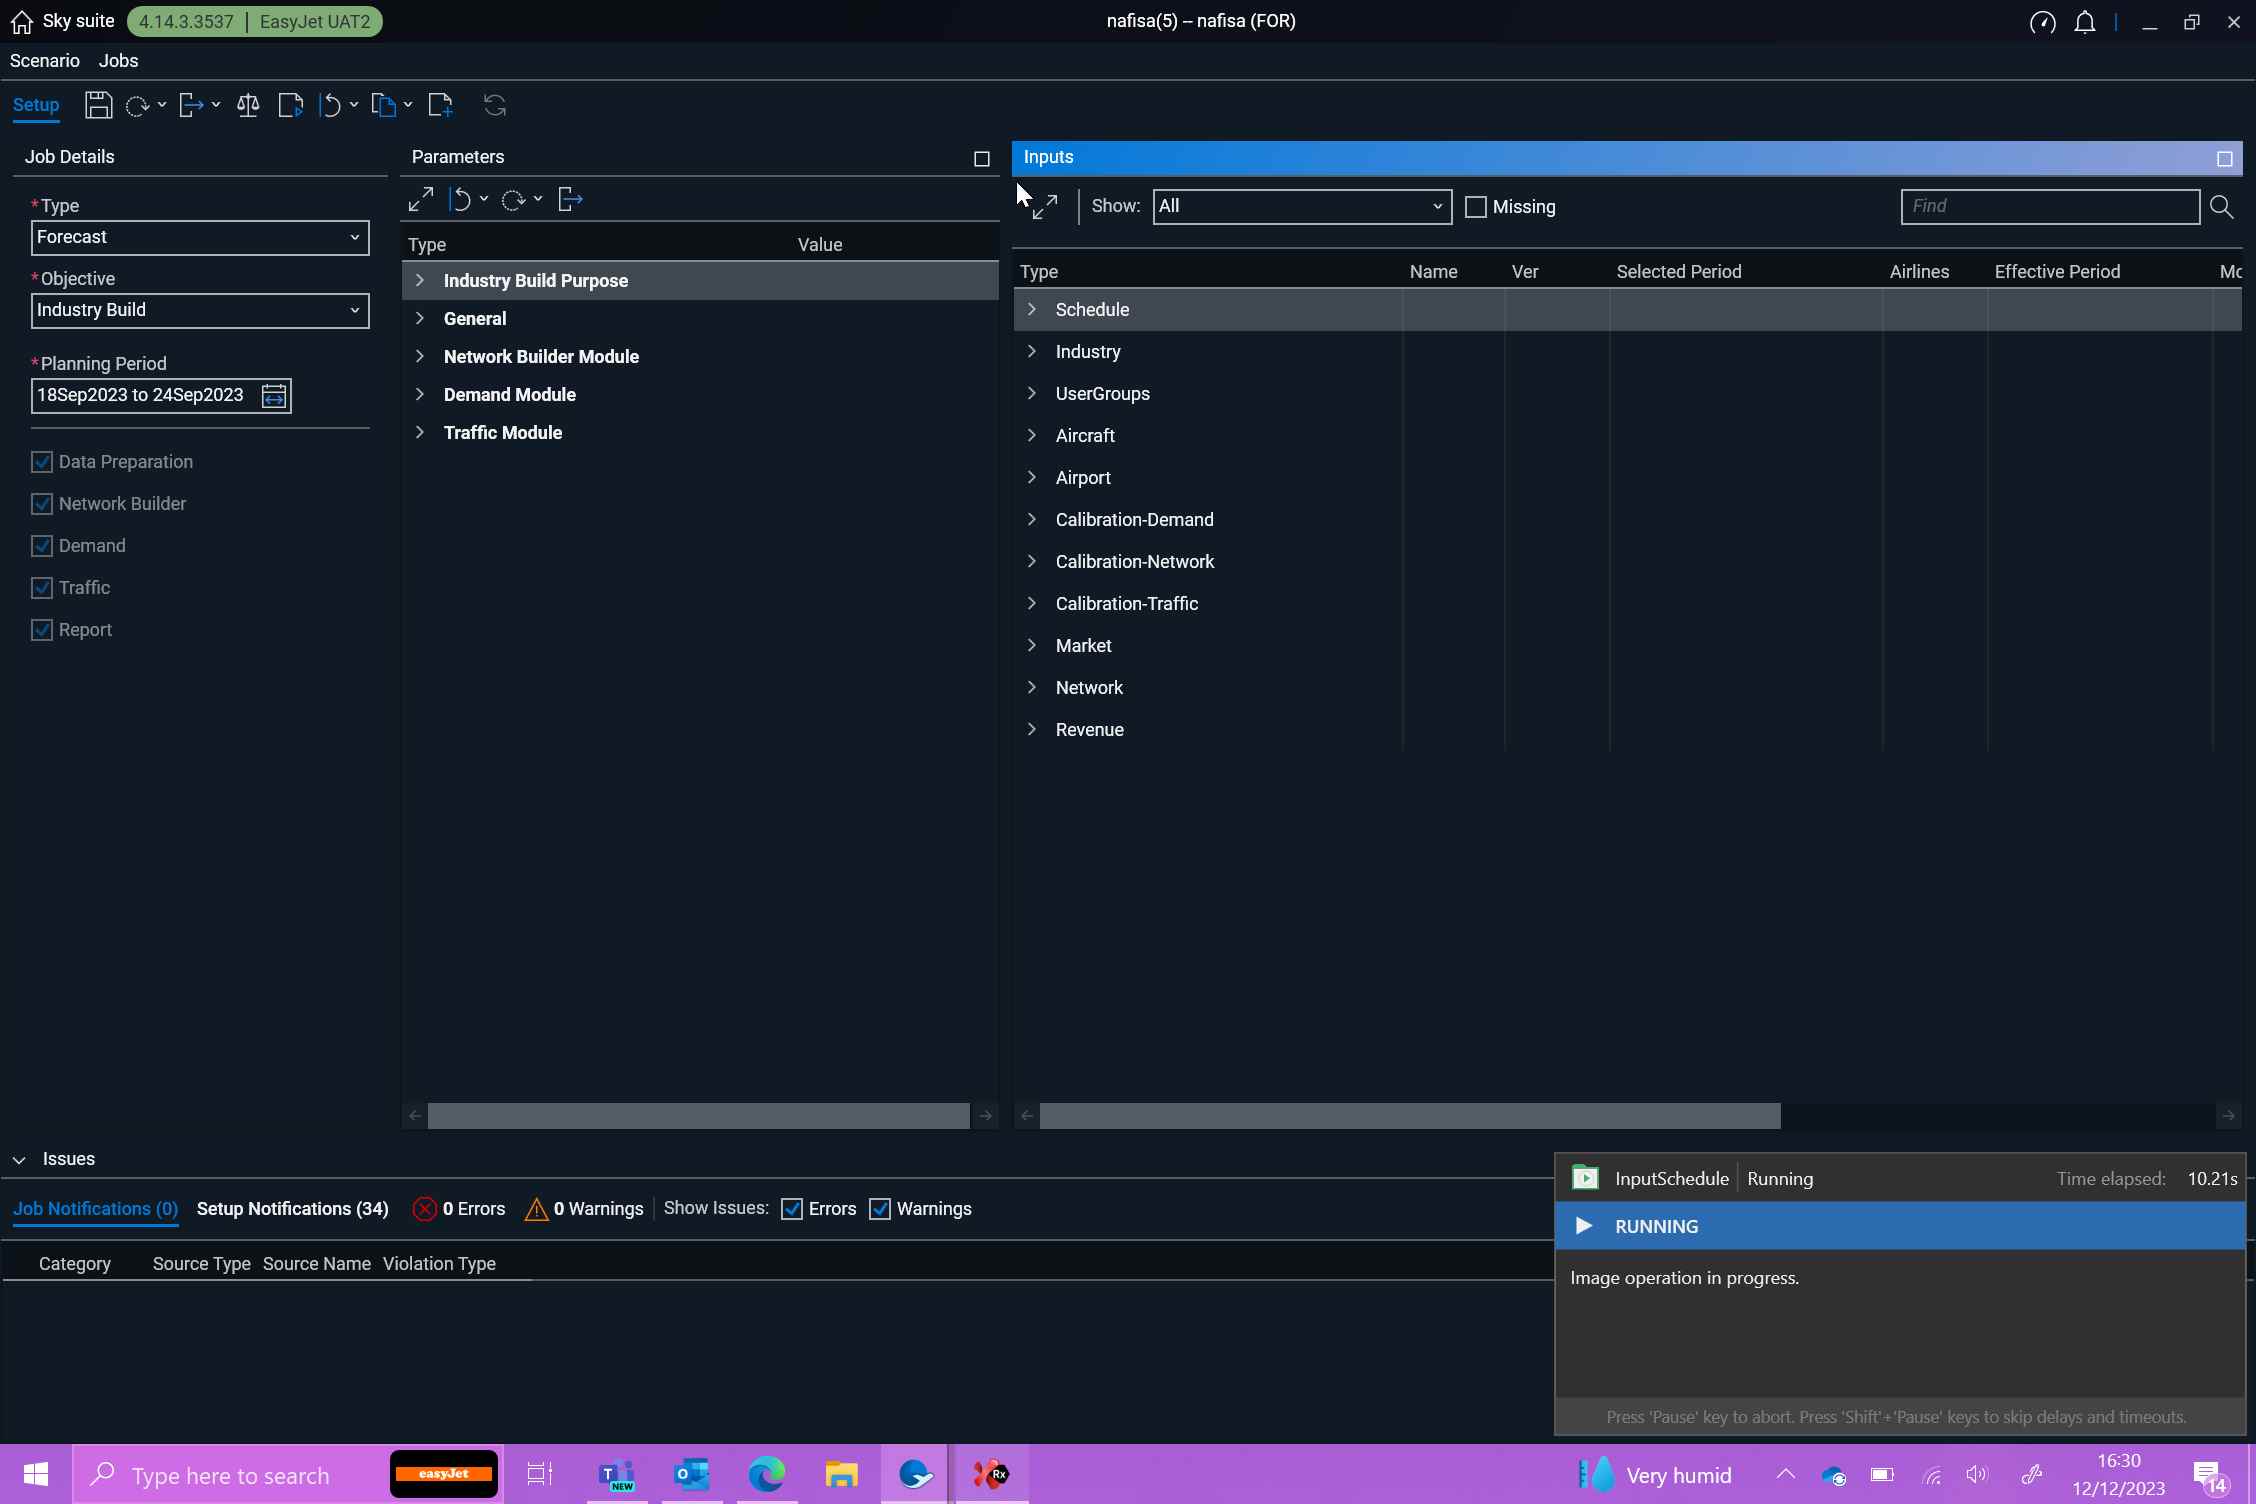 Sky suite 4.14.3.3537 | EasyJet UAT2
nafisa(5) – nafisa (FOR)
Scenario Jobs
Setup
Job Details
*Type
Forecast
*Objective
Industry Build
*Planning Period
18Sep2023 to 24Sep2023
Data Preparation
Network Builder
Demand
Traffic
Report
Parameters
Type Value
Industry Build Purpose
General
Network Builder Module
Demand Module
Traffic Module
Inputs
Show: All Missing Find
Type Name Ver Selected Period Airlines Effective Period
Schedule
Industry
UserGroups
Aircraft
Airport
Calibration-Demand
Calibration-Network
Calibration-Traffic
Market
Network
Revenue
Issues
Job Notifications (0) Setup Notifications (34) 0 Errors 0 Warnings Show Issues: Errors Warnings
Category Source Type Source Name Violation Type
InputSchedule | Running Time elapsed: 10.21s
RUNNING
Image operation in progress.
Press 'Pause' key to abort. Press 'Shift'+'Pause' keys to skip delays and timeouts.
Type here to search
easyJet
T
NEW
O
Rx
Very humid
16:30
12/12/2023
14